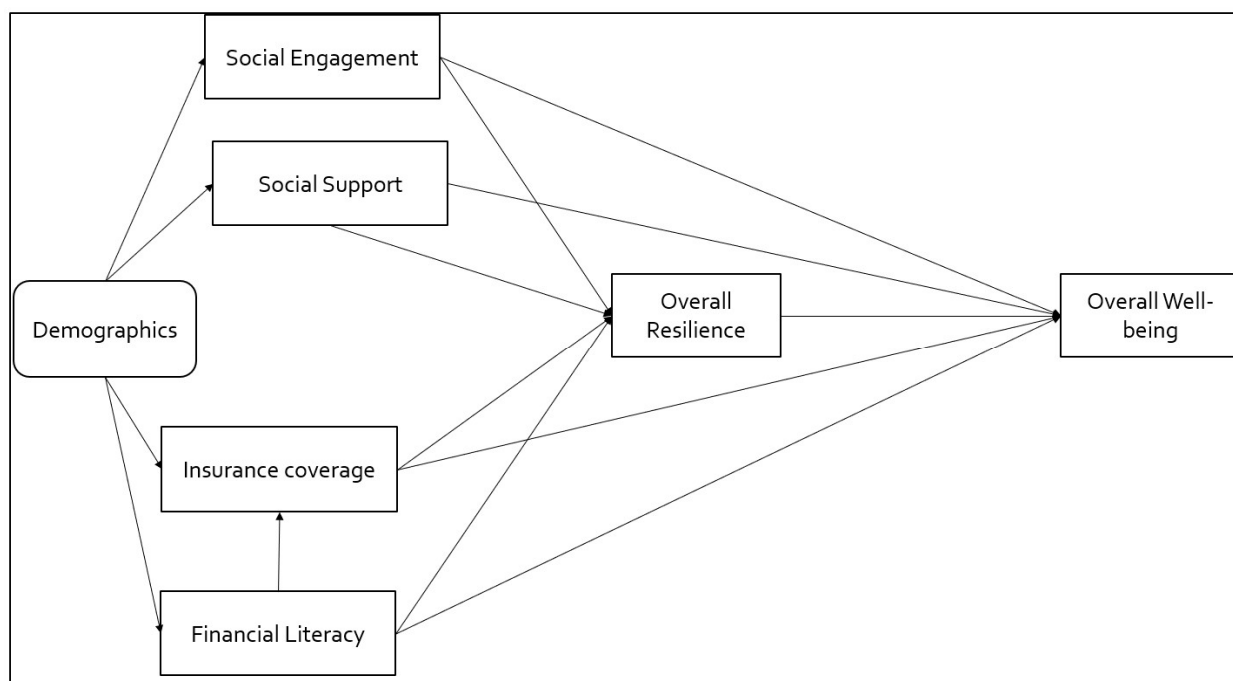 Social Engagement
Social Support
Demographics
Overall
Resilience
Overall Well-
being
Insurance coverage
Financial Literacy